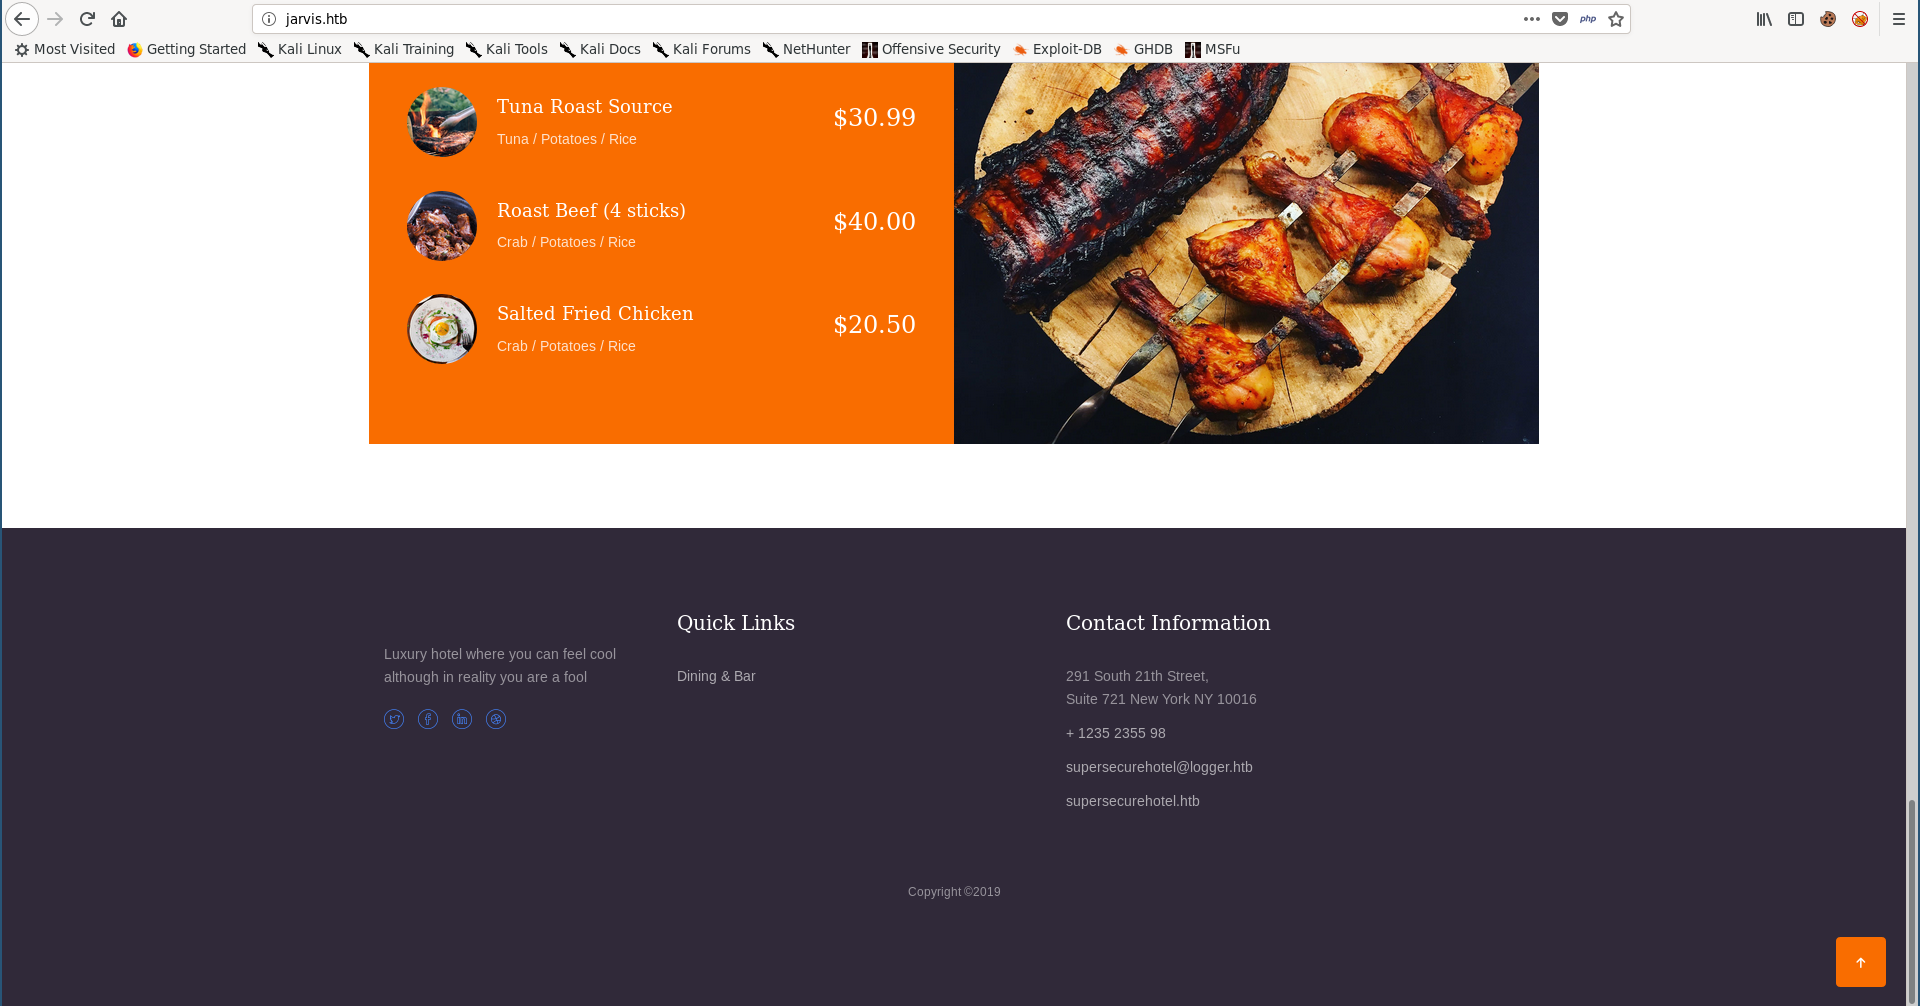 jarvis.htb
php
Most Visited
Getting Started
Kali Linux
Kali Training
Kali Tools
Kali Docs
Kali Forums
NetHunter
Offensive Security
Exploit-DB
GHDB
MSFu
Tuna Roast Source
$30.99
Tuna / Potatoes / Rice
Roast Beef (4 sticks)
$40.00
Crab / Potatoes / Rice
Salted Fried Chicken
$20.50
Crab / Potatoes / Rice
Luxury hotel where you can feel cool
although in reality you are a fool
Quick Links
Dining & Bar
Contact Information
291 South 21th Street,
Suite 721 New York NY 10016
+ 1235 2355 98
supersecurehotel@logger.htb
supersecurehotel.htb
Copyright ©2019